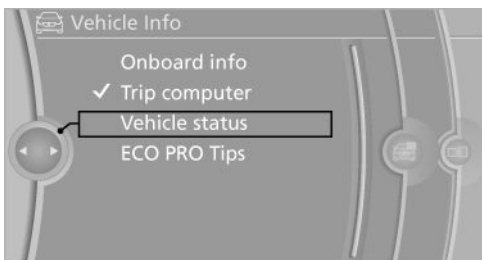 Vehicle Info
Onboard info
Trip computer
Vehicle status
ECO PRO Tips